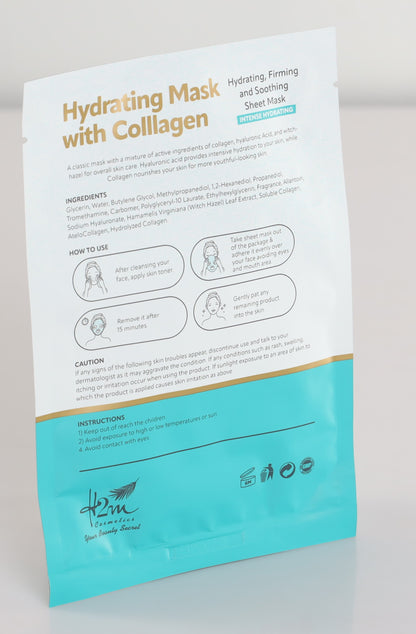 Hydrating Mask
with Colllagen
Hydrating, Firming
and Soothing
Sheet Mask
INTENSE HYDRATING
A classic mask with a mixture of active ingredients of collagen, hyaluronic Acid, and witch-
hazel for overall skin care. Hyaluronic acid provides intensive hydration to your skin, while
Collagen nourishes your skin for more youthful-looking skin.
INGREDIENTS
Glycerin, Water, Butylene Glycol, Methylpropanediol, 1,2-Hexanediol, Propanediol,
Tromethamine, Carbomer, Polyglyceryl-10 Laurate, Ethylhexylglycerin, Fragrance, Allantoin,
Sodium Hyaluronate, Hamamelis Virginiana (Witch Hazel) Leaf Extract, Soluble Collagen,
AteloCollagen, Hydrolyzed Collagen
HOW TO USE
After cleansing your
face, apply skin toner.
Take sheet mask out
of the package &
adhere it evenly over
your face avoiding eyes
and mouth area.
Remove it after
15 minutes.
Gently pat any
remaining product
into the skin
CAUTION
If any signs of the following skin troubles appear, discontinue use and talk to your
dermatologist as it may aggravate the condition: If any conditions such as rash, swelling,
itching or irritation occur when using the product. If sunlight exposure to an area of skin to
which the product is applied causes skin irritation as above
INSTRUCTIONS
1) Keep out of reach the children.
2) Avoid exposure to high or low temperatures or sun
4. Avoid contact with eyes
H2m
Cosmetics
Your Beauty Secret